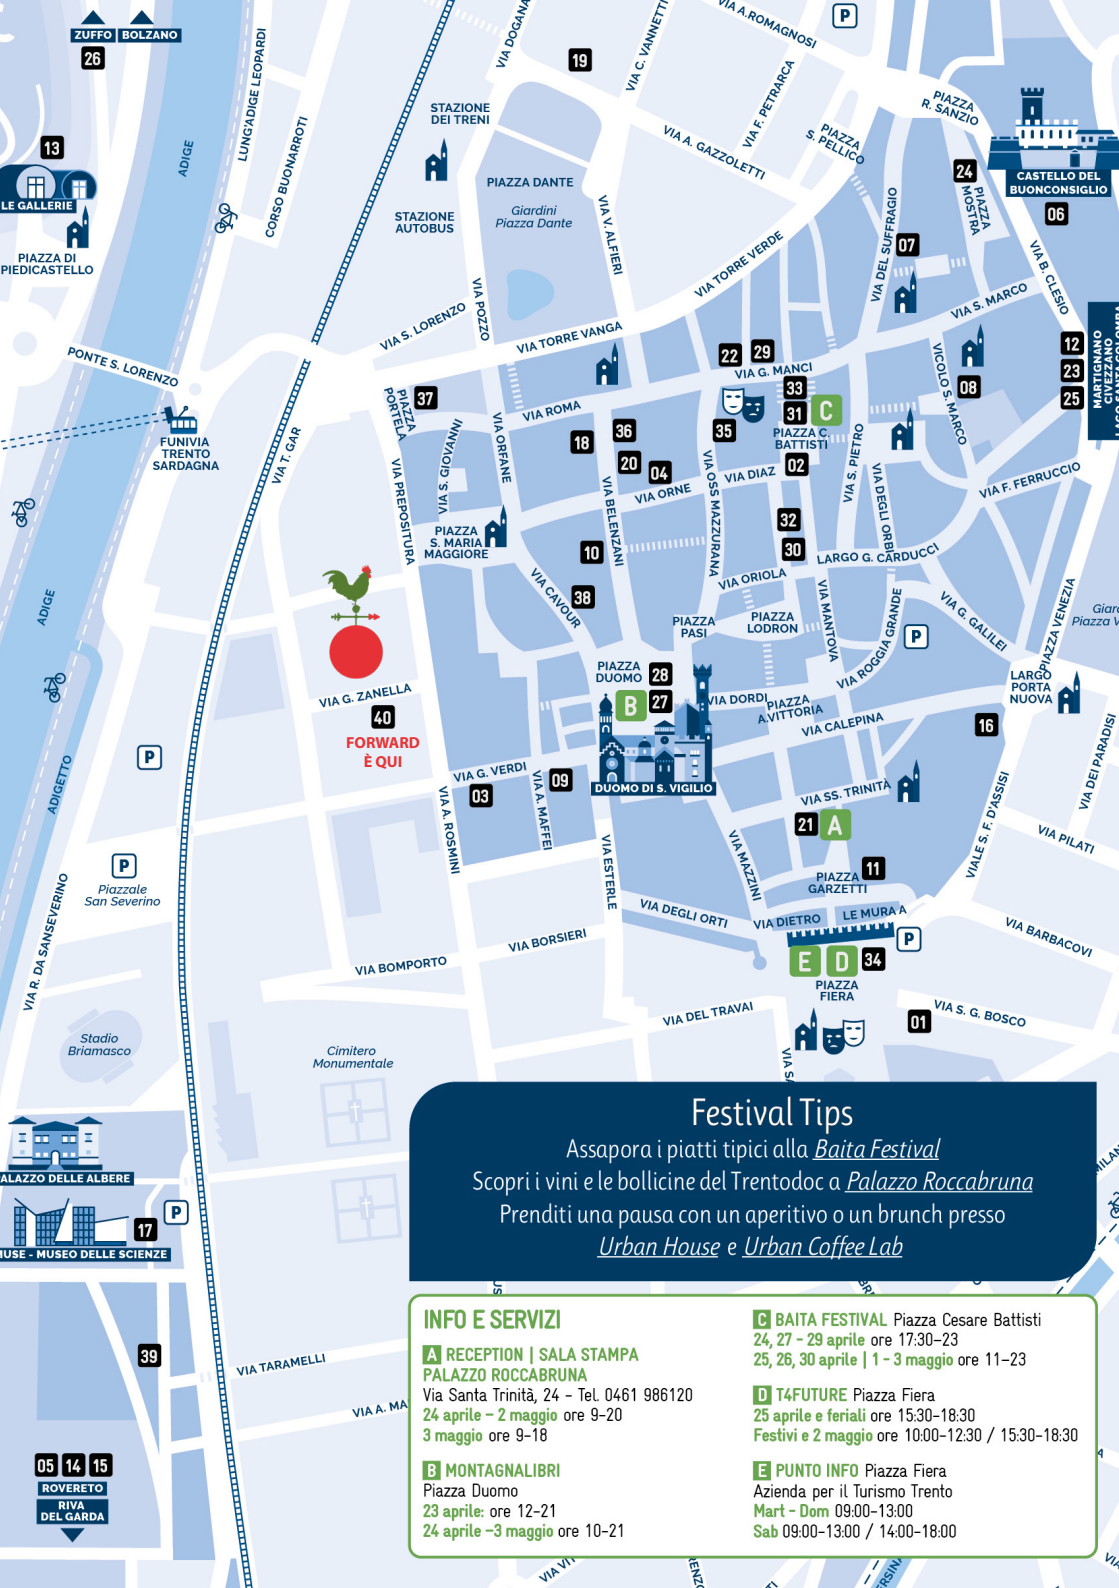 ZUFFO
BOLZANO
26
13
LE GALLERIE
PIAZZA DI
PIEDICASTELLO
ADIGE
LUNG'ADIGE LEOPARDI
CORSO BUONARROTI
STAZIONE
DEI TRENI
STAZIONE
AUTOBUS
VIA DOGANA
19
VIA C. VANNETTI
VIA A.ROMAGNOSI
P
VIA F. PETRARCA
VIA A. GAZZOLETTI
PIAZZA
S. PELLICO
PIAZZA
R. SANZIO
24
PIAZZA
MOSTRA
CASTELLO DEL
BUONCONSIGLIO
06
PIAZZA DANTE
Giardini
Piazza Dante
VIA V. ALFIERI
VIA TORRE VERDE
VIA DEL SUFFRAGIO
07
VIA B. CLESIO
VIA S. MARCO
VIA POZZO
VIA S. LORENZO
VIA TORRE VANGA
PONTE S. LORENZO
FUNIVIA
TRENTO
SARDAGNA
VIA T. GAR
PIAZZA
PORTELA
37
VIA ROMA
22
29
VIA G. MANCI
33
31
C
PIAZZA C.
BATTISTI
35
VICOLO S. MARCO
08
12
23
25
MARTIGNANO
CIVEZZANO
18
36
20
04
VIA ORNE
VIA DIAZ
02
VIA S. GIOVANNI
VIA ORFANE
VIA PREPOSITURA
VIA BELENZANI
VIA OSS MAZZURANA
VIA S. PIETRO
VIA DEGLI ORBI
VIA F. FERRUCCIO
PIAZZA
S. MARIA
MAGGIORE
10
38
VIA CAVOUR
32
30
LARGO G. CARDUCCI
VIA ORIOLA
VIA MANTOVA
PIAZZA
PASI
PIAZZA
LODRON
VIA ROGGIA GRANDE
P
VIA G. GALILEI
PIAZZA VENEZIA
Piazza V
LARGO
PORTA
NUOVA
ADIGE
VIA G. ZANELLA
40
FORWARD
È QUI
PIAZZA
DUOMO
28
27
B
DUOMO DI S. VIGILIO
VIA DORDI
PIAZZA
A.VITTORIA
VIA CALEPINA
16
VIA DEI PARADISI
P
ADIGETTO
VIA G. VERDI
03
09
VIA A. MAFFEI
VIA A. ROSMINI
VIA SS. TRINITÀ
21
A
VIA MAZZINI
VIALE S. F. D'ASSISI
VIA PILATI
P
Piazzale
San Severino
VIA R. DA SANSEVERINO
VIA ESTERLE
PIAZZA
GARZETTI
11
VIA DEGLI ORTI
VIA DIETRO
LE MURA A
P
VIA BARBACOVI
VIA BORSIERI
VIA BOMPORTO
E
D
34
PIAZZA
FIERA
VIA DEL TRAVAI
01
VIA S. G. BOSCO
Stadio
Briamasco
Cimitero
Monumentale
ALAZZO DELLE ALBERE
P
17
MUSE - MUSEO DELLE SCIENZE
39
VIA TARAMELLI
VIA A. MA
05
14
15
ROVERETO
RIVA
DEL GARDA
Festival Tips
Assapora i piatti tipici alla Baita Festival
Scopri i vini e le bollicine del Trentodoc a Palazzo Roccabruna
Prenditi una pausa con un aperitivo o un brunch presso
Urban House e Urban Coffee Lab
INFO E SERVIZI
A RECEPTION | SALA STAMPA
PALAZZO ROCCABRUNA
Via Santa Trinità, 24 - Tel. 0461 986120
24 aprile – 2 maggio ore 9-20
3 maggio ore 9-18
B MONTAGNALIBRI
Piazza Duomo
23 aprile: ore 12-21
24 aprile –3 maggio ore 10-21
C BAITA FESTIVAL Piazza Cesare Battisti
24, 27 - 29 aprile ore 17:30–23
25, 26, 30 aprile | 1 - 3 maggio ore 11–23
D T4FUTURE Piazza Fiera
25 aprile e feriali ore 15:30-18:30
Festivi e 2 maggio ore 10:00-12:30 / 15:30-18:30
E PUNTO INFO Piazza Fiera
Azienda per il Turismo Trento
Mart - Dom 09:00-13:00
Sab 09:00-13:00 / 14:00-18:00